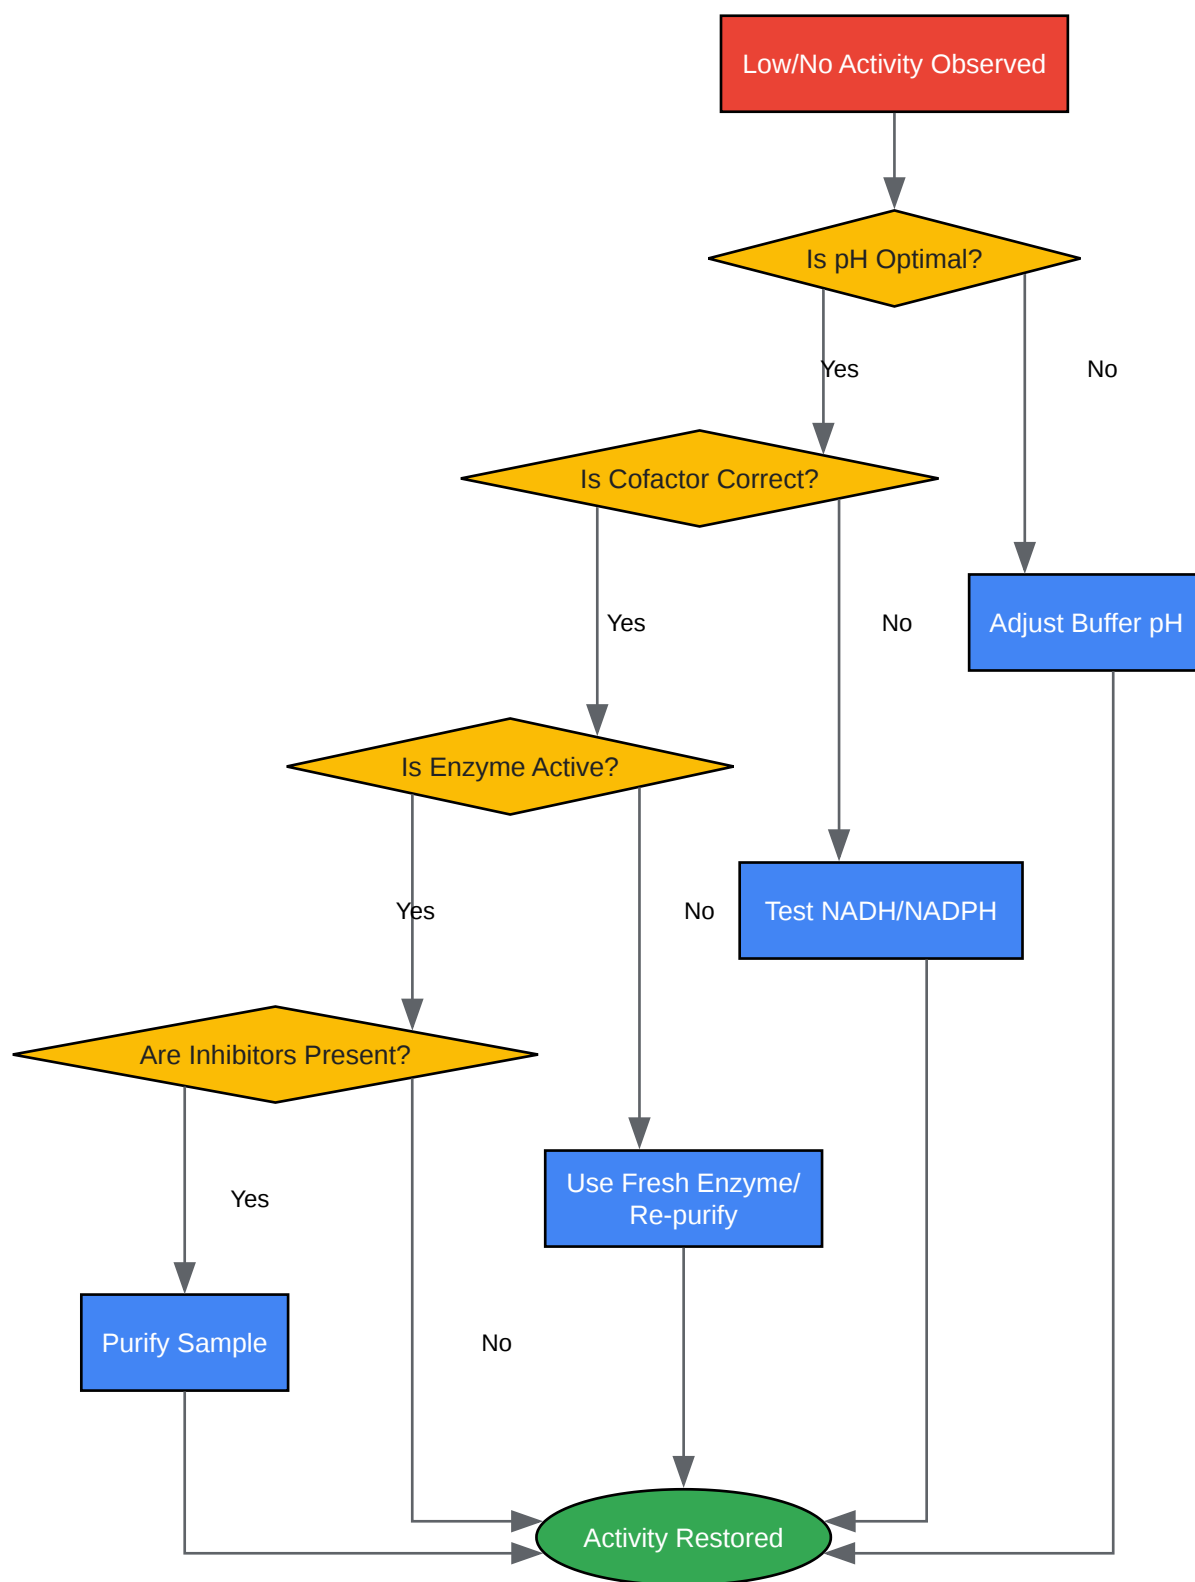 Low/No Activity Observed
Is pH Optimal?
Yes
No
Is Cofactor Correct?
Yes
No
Adjust Buffer pH
Is Enzyme Active?
Yes
No
Test NADH/NADPH
Are Inhibitors Present?
Yes
Use Fresh Enzyme/
Re-purify
Purify Sample
No
Activity Restored